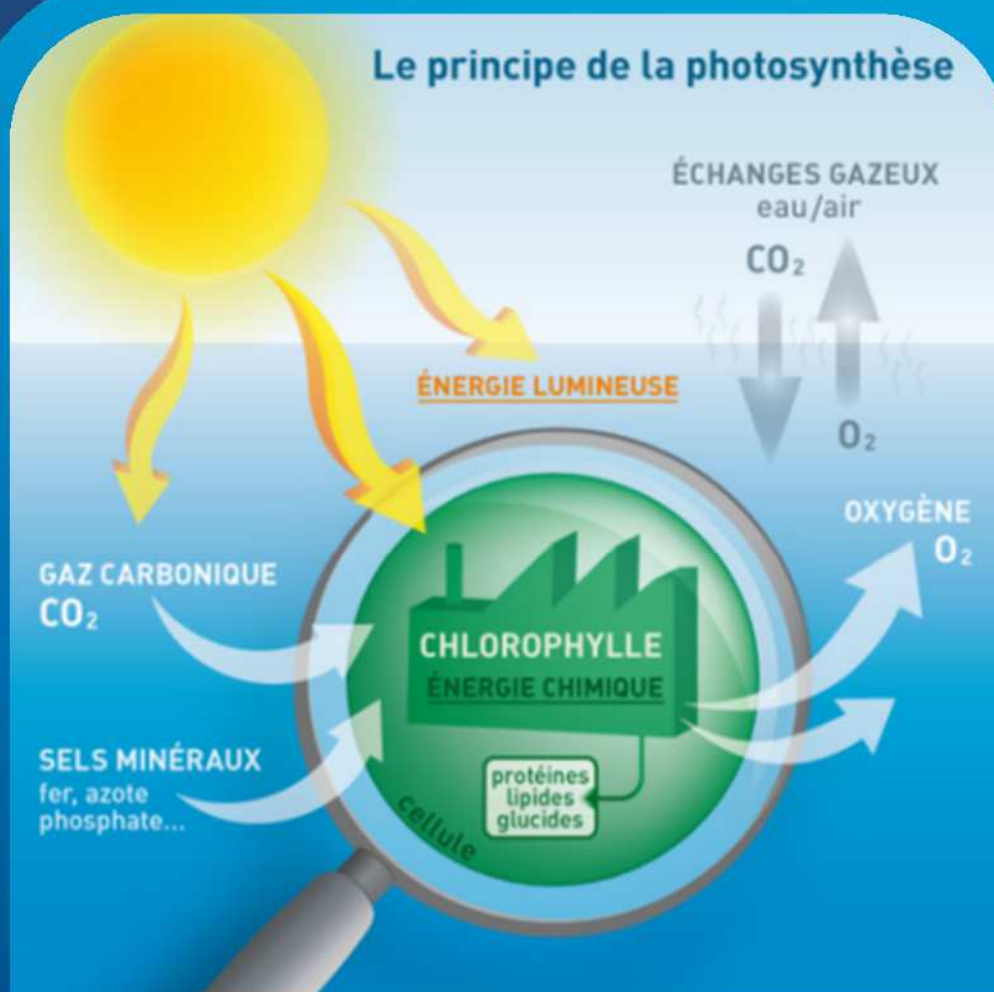 Le principe de la photosynthèse
ÉCHANGES GAZEUX
eau/air
CO₂
O₂
ÉNERGIE LUMINEUSE
OXYGÈNE
O₂
GAZ CARBONIQUE
CO₂
CHLOROPHYLLE
ÉNERGIE CHIMIQUE
SELS MINÉRAUX
fer, azote
phosphate...
protéines
lipides
glucides
cellule